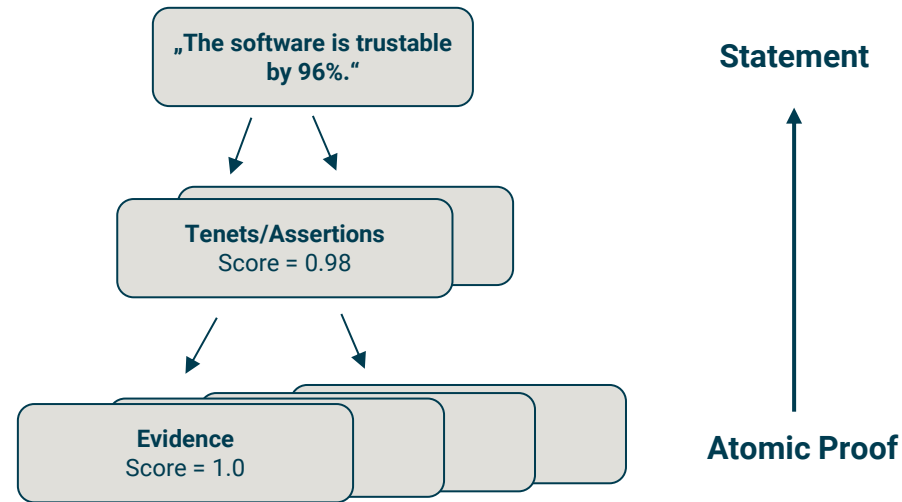 „The software is trustable
by 96%.“
Statement
Tenets/Assertions
Score = 0.98
Evidence
Score = 1.0
Atomic Proof